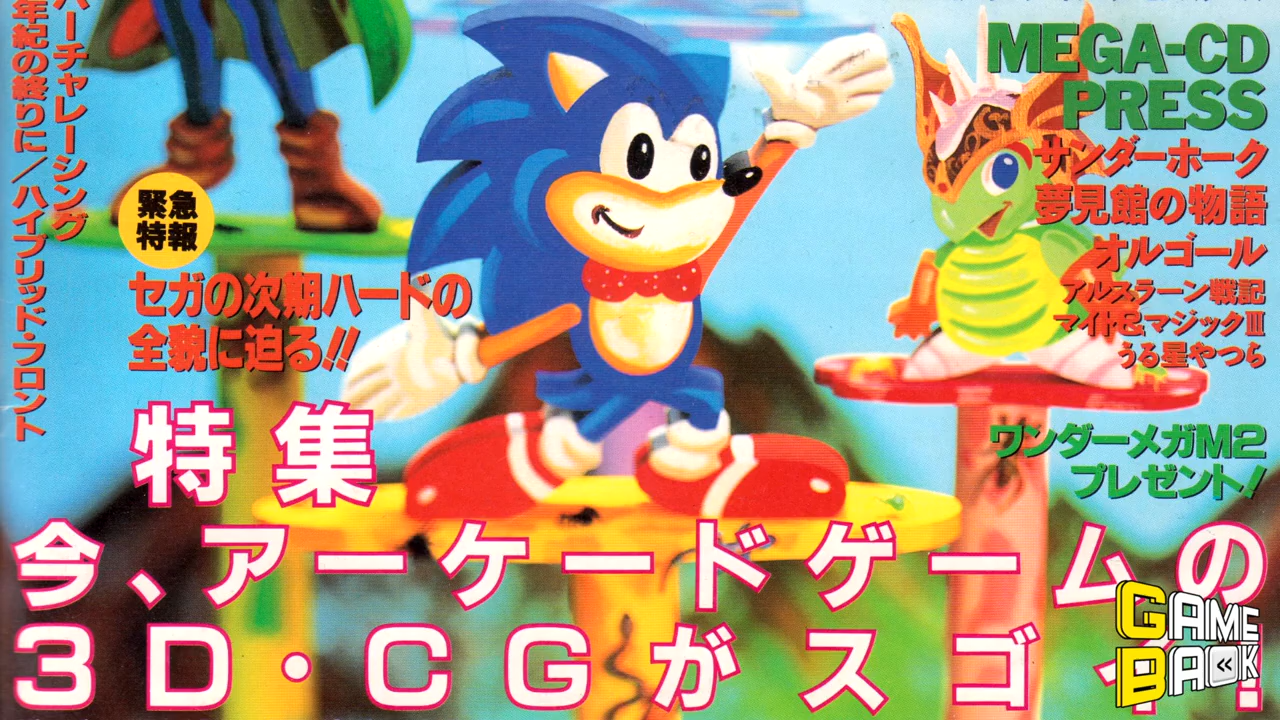 バーチャレーシング
年紀の終りに/ハイブリッド・フロント
緊急
特報
セガの次期ハードの
全貌に迫る!!
MEGA-CD
PRESS
サンダーホーク
夢見館の物語
オルゴール
アルスラーン戦記
マイト&マジックⅢ
うる星やつら
ワンダーメガM2
プレゼント!
特集
今、アーケードゲームの
3D・CGがスゴイ!
GAME
BACK